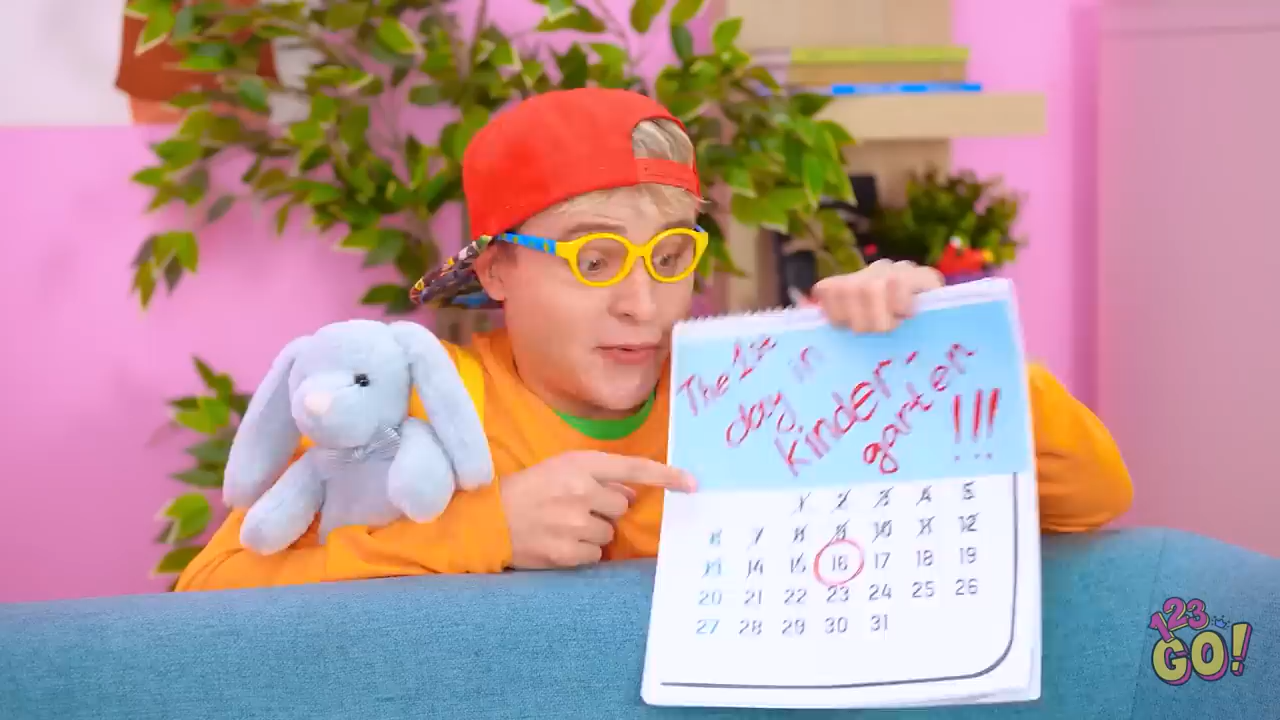 The 1st
day in
kinder-
garten
!!!
1 2 3 4 5
6 7 8 9 10 11 12
13 14 15 16 17 18 19
20 21 22 23 24 25 26
27 28 29 30 31
123
GO!